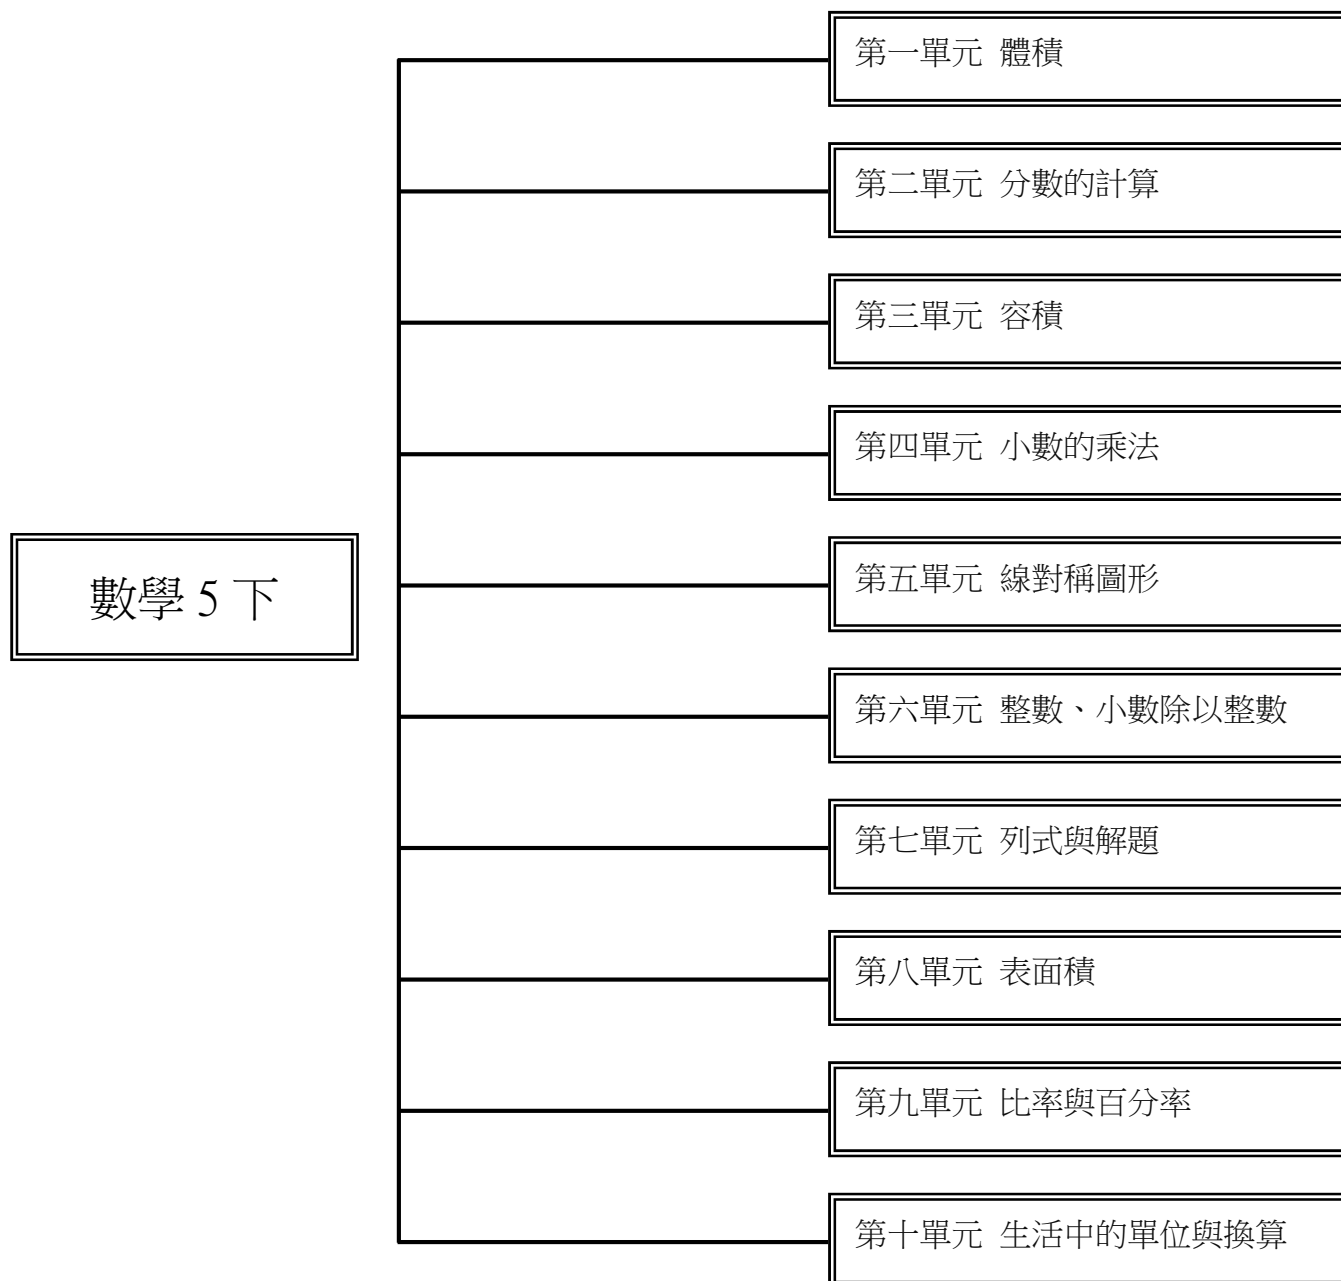 第一單元 體積
第二單元 分數的計算
第三單元 容積
第四單元 小數的乘法
第五單元 線對稱圖形
數學 5 下
第六單元 整數、小數除以整數
第七單元 列式與解題
第八單元 表面積
第九單元 比率與百分率
第十單元 生活中的單位與換算